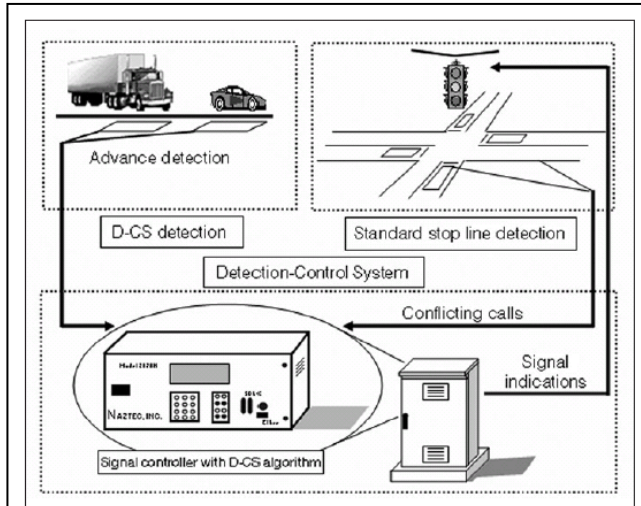 Advance detection
D-CS detection
Standard stop line detection
Detection-Control System
Conflicting calls
Signal
indications
NAZTEC, INC.
Signal controller with D-CS algorithm